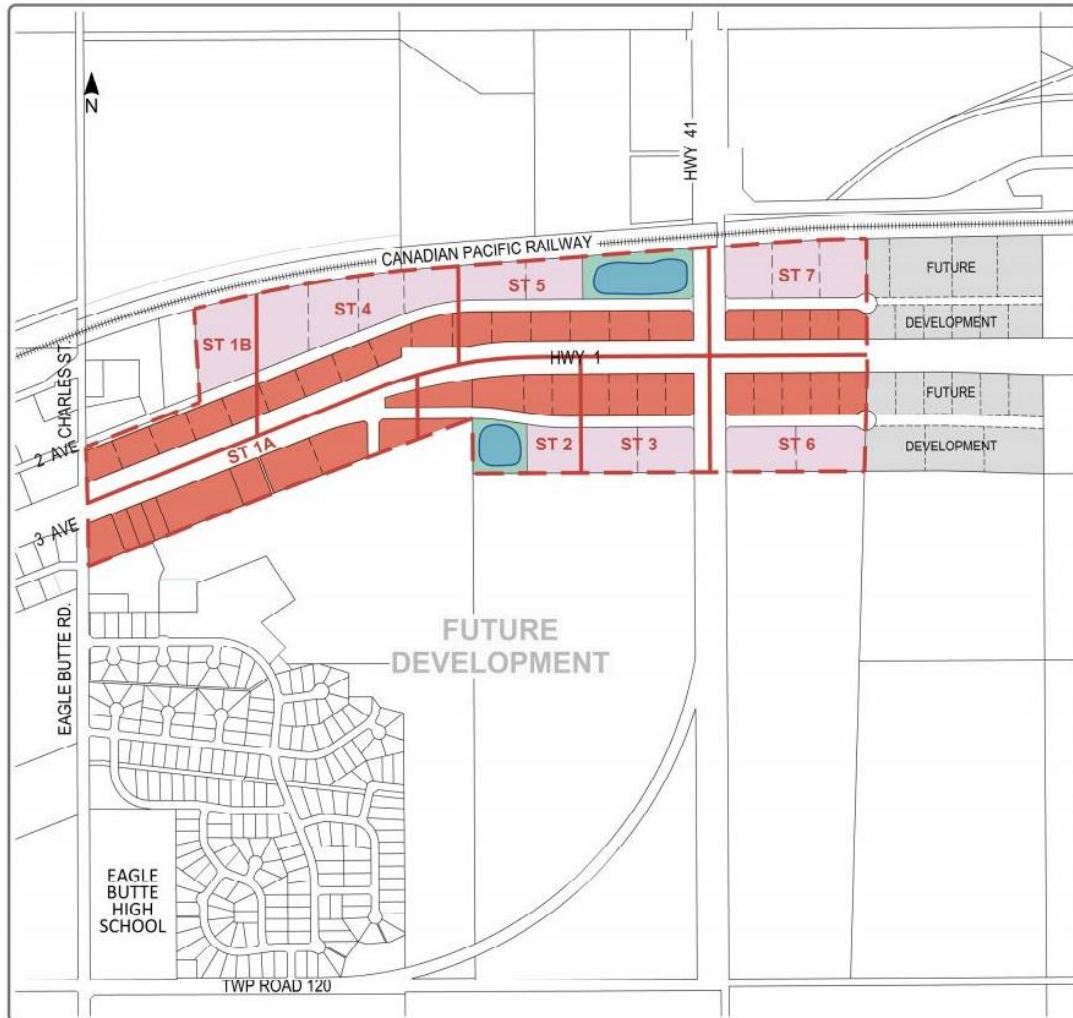 N
HWY 41
CANADIAN PACIFIC RAILWAY
ST 7
FUTURE
ST 5
ST 4
DEVELOPMENT
ST 1B
HWY 1
CHARLES ST.
FUTURE
2 AVE
ST 1A
ST 2
ST 3
ST 6
DEVELOPMENT
3 AVE
FUTURE
DEVELOPMENT
EAGLE BUTTE RD.
EAGLE
BUTTE
HIGH
SCHOOL
TWP ROAD 120